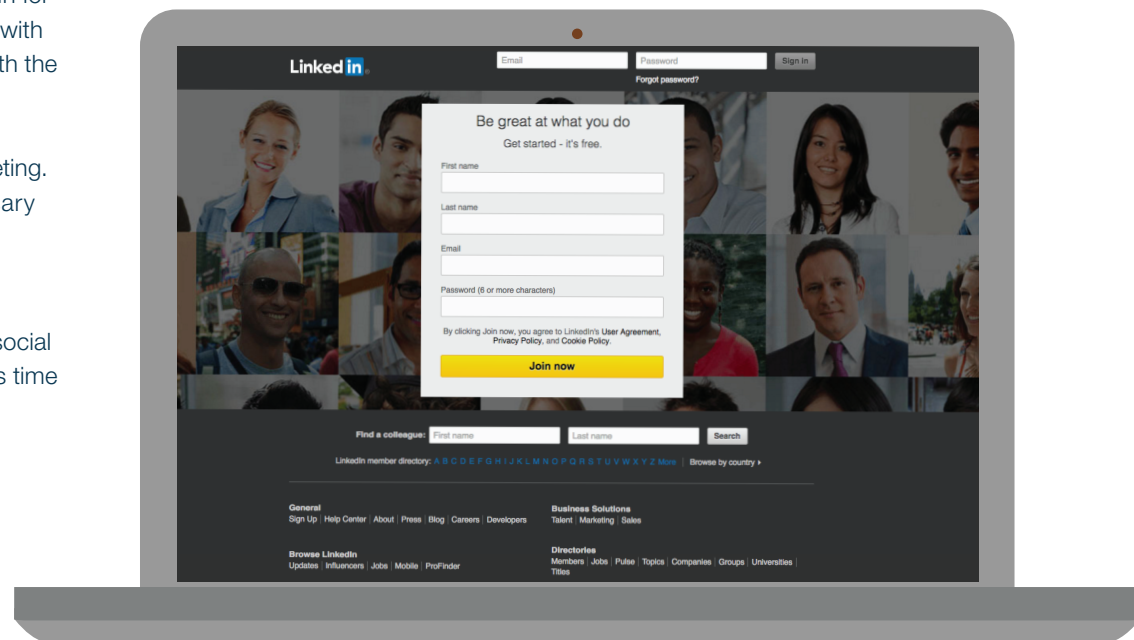 with
th the
eting.
ary
social
s time
Linked in
Email Password Sign In
Forgot password?
Be great at what you do
Get started - it's free.
First name
Last name
Email
Password (6 or more characters)
By clicking Join now, you agree to LinkedIn's User Agreement,
Privacy Policy, and Cookie Policy.
Join now
Find a colleague: First name Last name Search
LinkedIn member directory: A B C D E F G H I J K L M N O P Q R S T U V W X Y Z More | Browse by country ›
General
Sign Up | Help Center | About | Press | Blog | Careers | Developers
Business Solutions
Talent | Marketing | Sales
Browse LinkedIn
Updates | Influencers | Jobs | Mobile | ProFinder
Directories
Members | Jobs | Pulse | Topics | Companies | Groups | Universities |
Titles